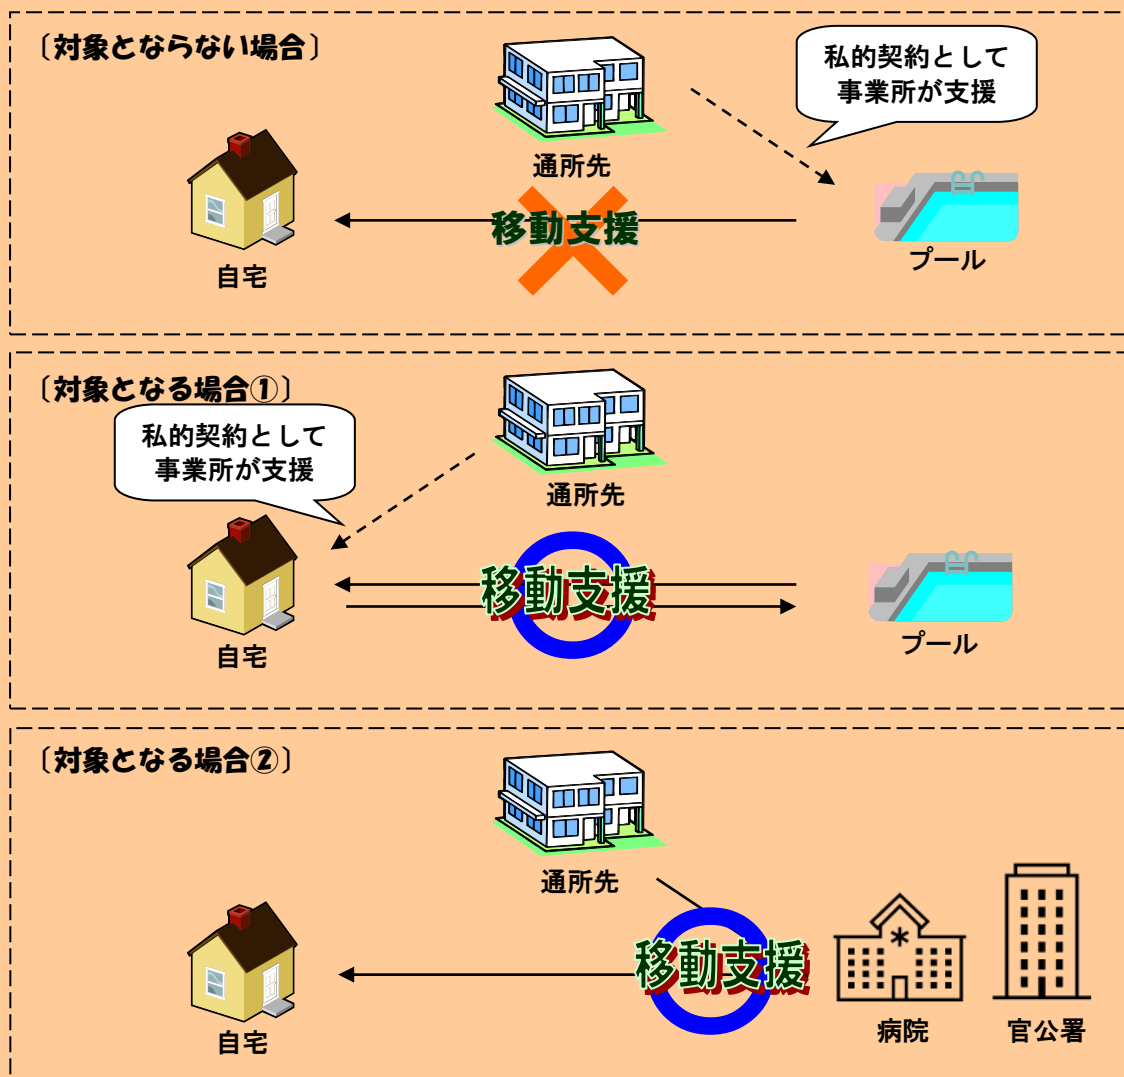 〔対象とならない場合〕
私的契約として
事業所が支援
通所先
移動支援
自宅
プール
〔対象となる場合①〕
私的契約として
事業所が支援
通所先
移動支援
自宅
プール
〔対象となる場合②〕
通所先
移動支援
自宅
病院
官公署